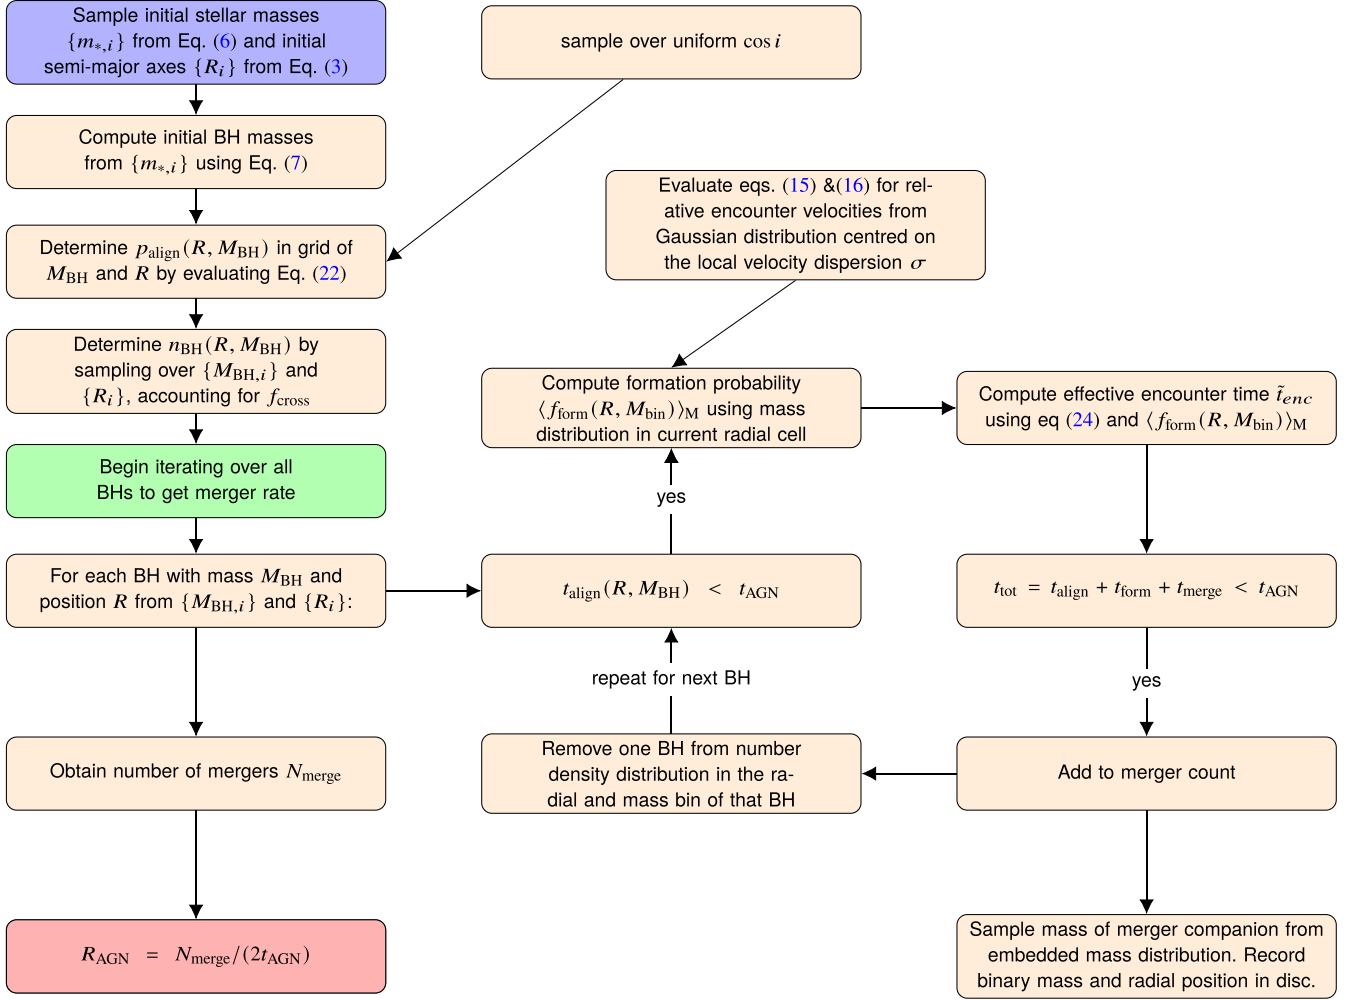 Sample initial stellar masses
{m∗,i} from Eq. (6) and initial
semi-major axes {Ri} from Eq. (3)
Compute initial BH masses
from {m∗,i} using Eq. (7)
Determine palign(R, MBH) in grid of
MBH and R by evaluating Eq. (22)
Determine nBH(R, MBH) by
sampling over {MBH,i} and
{Ri}, accounting for fcross
Begin iterating over all
BHs to get merger rate
For each BH with mass MBH and
position R from {MBH,i} and {Ri}:
Obtain number of mergers Nmerge
RAGN = Nmerge/(2tAGN)
sample over uniform cos i
Evaluate eqs. (15) &(16) for rel-
ative encounter velocities from
Gaussian distribution centred on
the local velocity dispersion σ
Compute formation probability
⟨fform(R, Mbin)⟩M using mass
distribution in current radial cell
yes
talign(R, MBH) < tAGN
repeat for next BH
Remove one BH from number
density distribution in the ra-
dial and mass bin of that BH
Compute effective encounter time t̃enc
using eq (24) and ⟨fform(R, Mbin)⟩M
ttot = talign + tform + tmerge < tAGN
yes
Add to merger count
Sample mass of merger companion from
embedded mass distribution. Record
binary mass and radial position in disc.